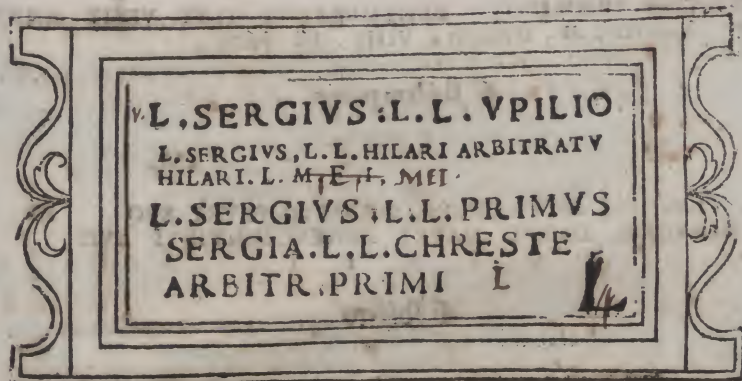 V. L. SERGIVS : L. L. VPILIO
L. SERGIVS, L. L. HILARI ARBITRATV
HILARI. L. M, E, I, MEI.
L. SERGIVS : L. L. PRIMVS
SERGIA. L. L. CHRESTE
ARBITR. PRIMI L